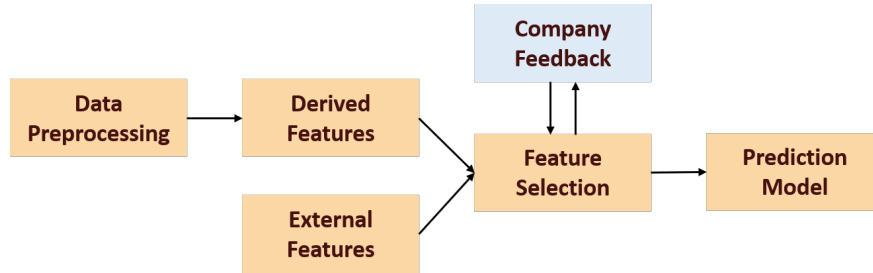 Company
Feedback
Data
Preprocessing
Derived
Features
Feature
Selection
Prediction
Model
External
Features